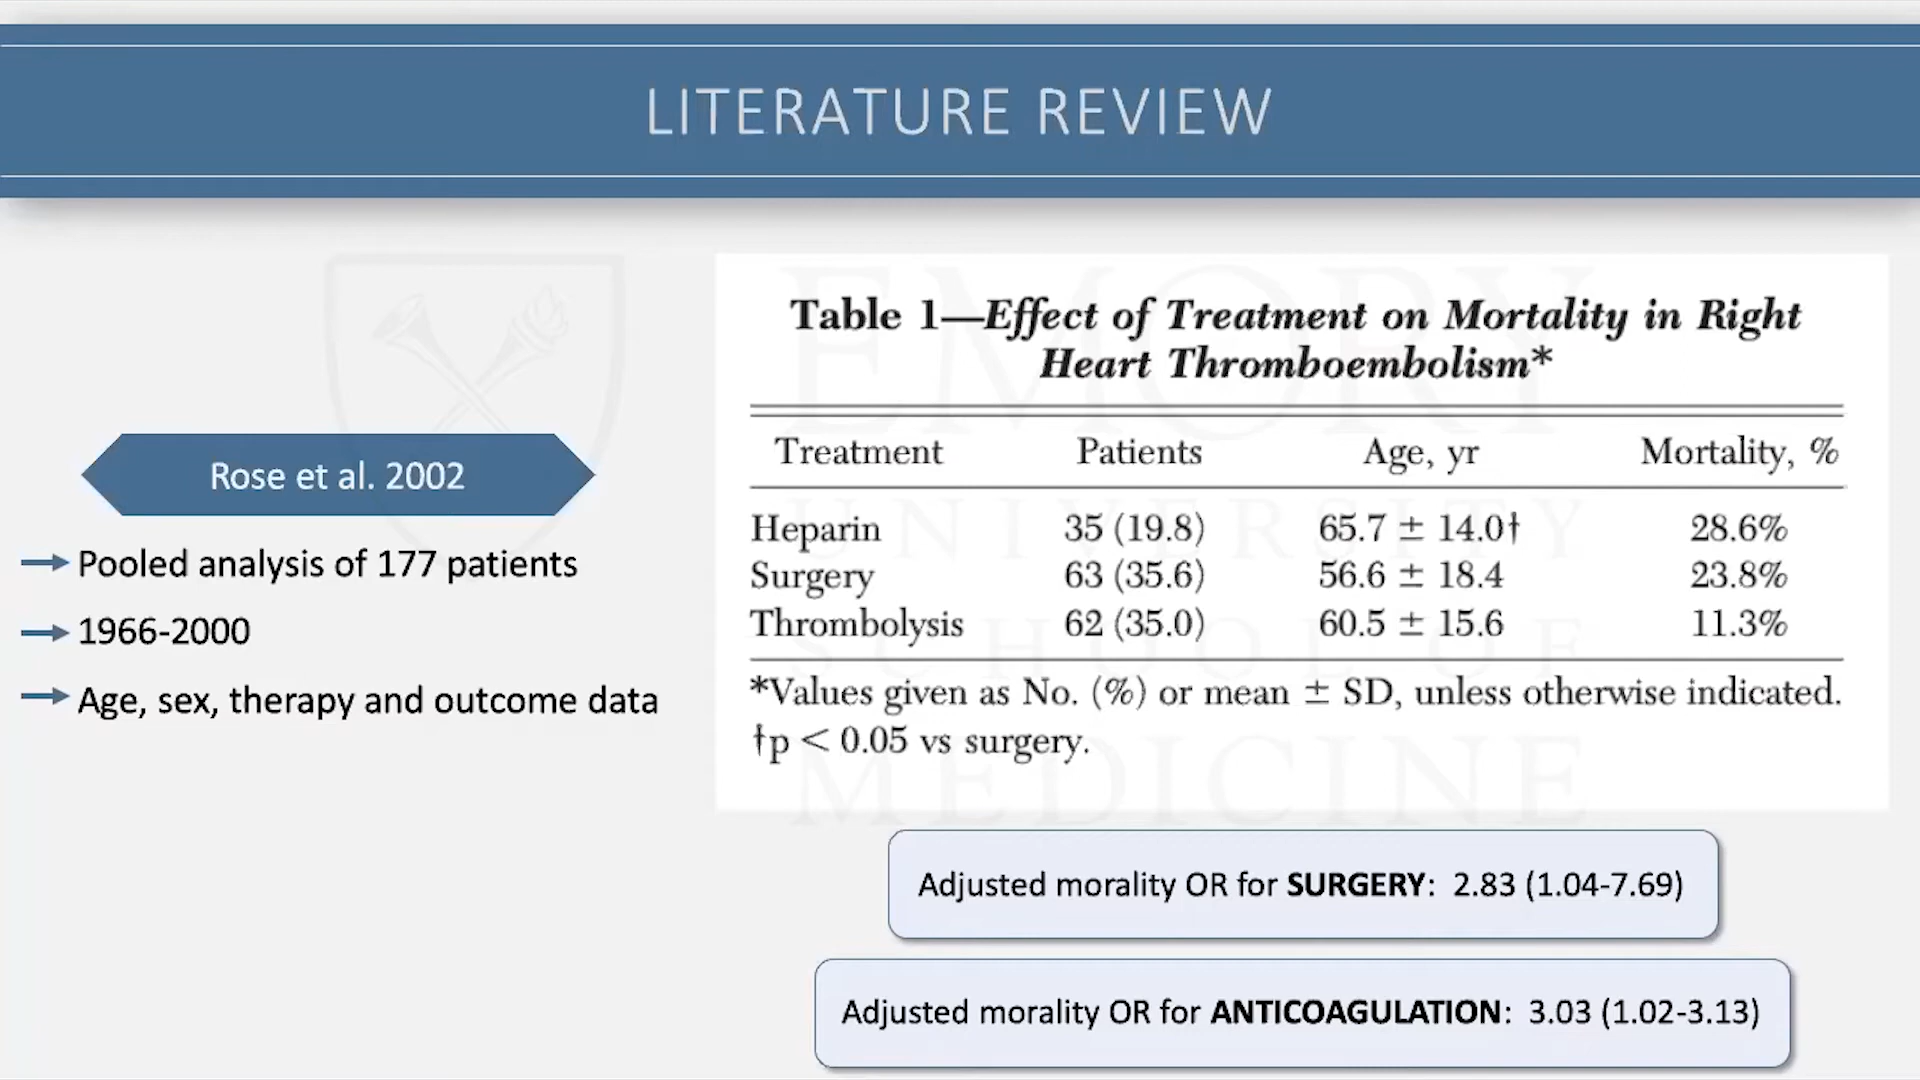 LITERATURE REVIEW
Rose et al. 2002
Pooled analysis of 177 patients
1966-2000
Age, sex, therapy and outcome data
Table 1—Effect of Treatment on Mortality in Right
Heart Thromboembolism*
Treatment Patients Age, yr Mortality, %
Heparin 35 (19.8) 65.7 ± 14.0† 28.6%
Surgery 63 (35.6) 56.6 ± 18.4 23.8%
Thrombolysis 62 (35.0) 60.5 ± 15.6 11.3%
*Values given as No. (%) or mean ± SD, unless otherwise indicated.
†p < 0.05 vs surgery.
EMORY
UNIVERSITY
SCHOOL OF
MEDICINE
Adjusted morality OR for SURGERY: 2.83 (1.04-7.69)
Adjusted morality OR for ANTICOAGULATION: 3.03 (1.02-3.13)